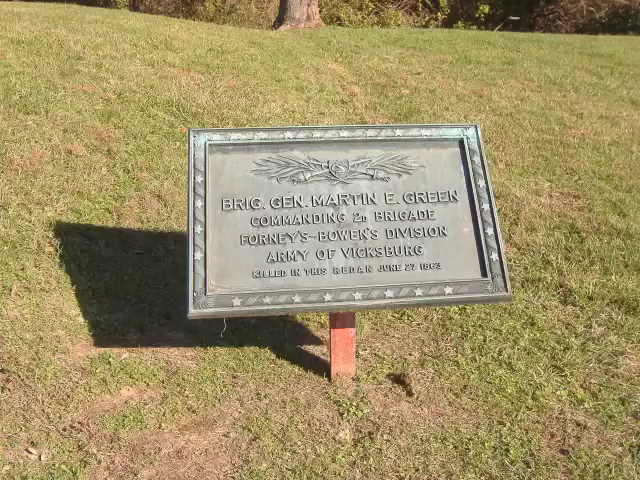 BRIG. GEN. MARTIN E. GREEN
COMMANDING 2D BRIGADE
FORNEY'S-BOWEN'S DIVISION
ARMY OF VICKSBURG
KILLED IN THIS REDAN JUNE 27 1863